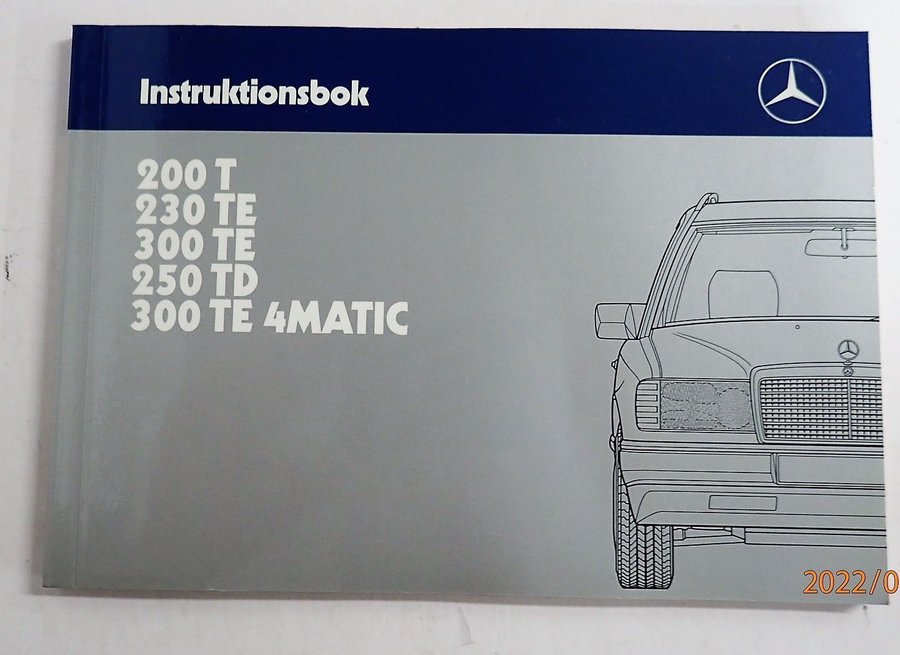 Instruktionsbok
200 T
230 TE
300 TE
250 TD
300 TE 4MATIC
2022/0